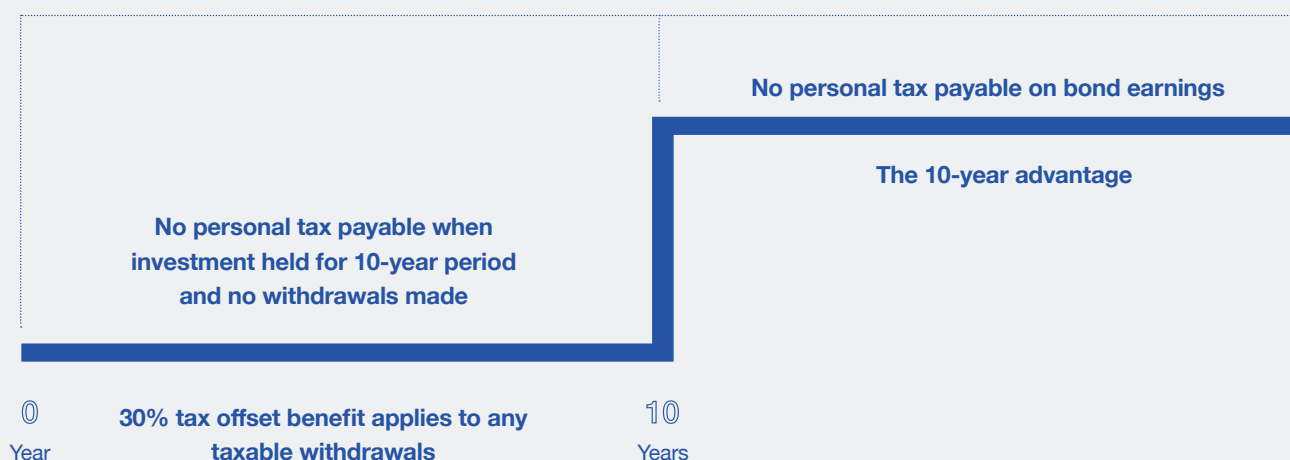 No personal tax payable on bond earnings
The 10-year advantage
No personal tax payable when
investment held for 10-year period
and no withdrawals made
0
Year
30% tax offset benefit applies to any
taxable withdrawals
10
Years